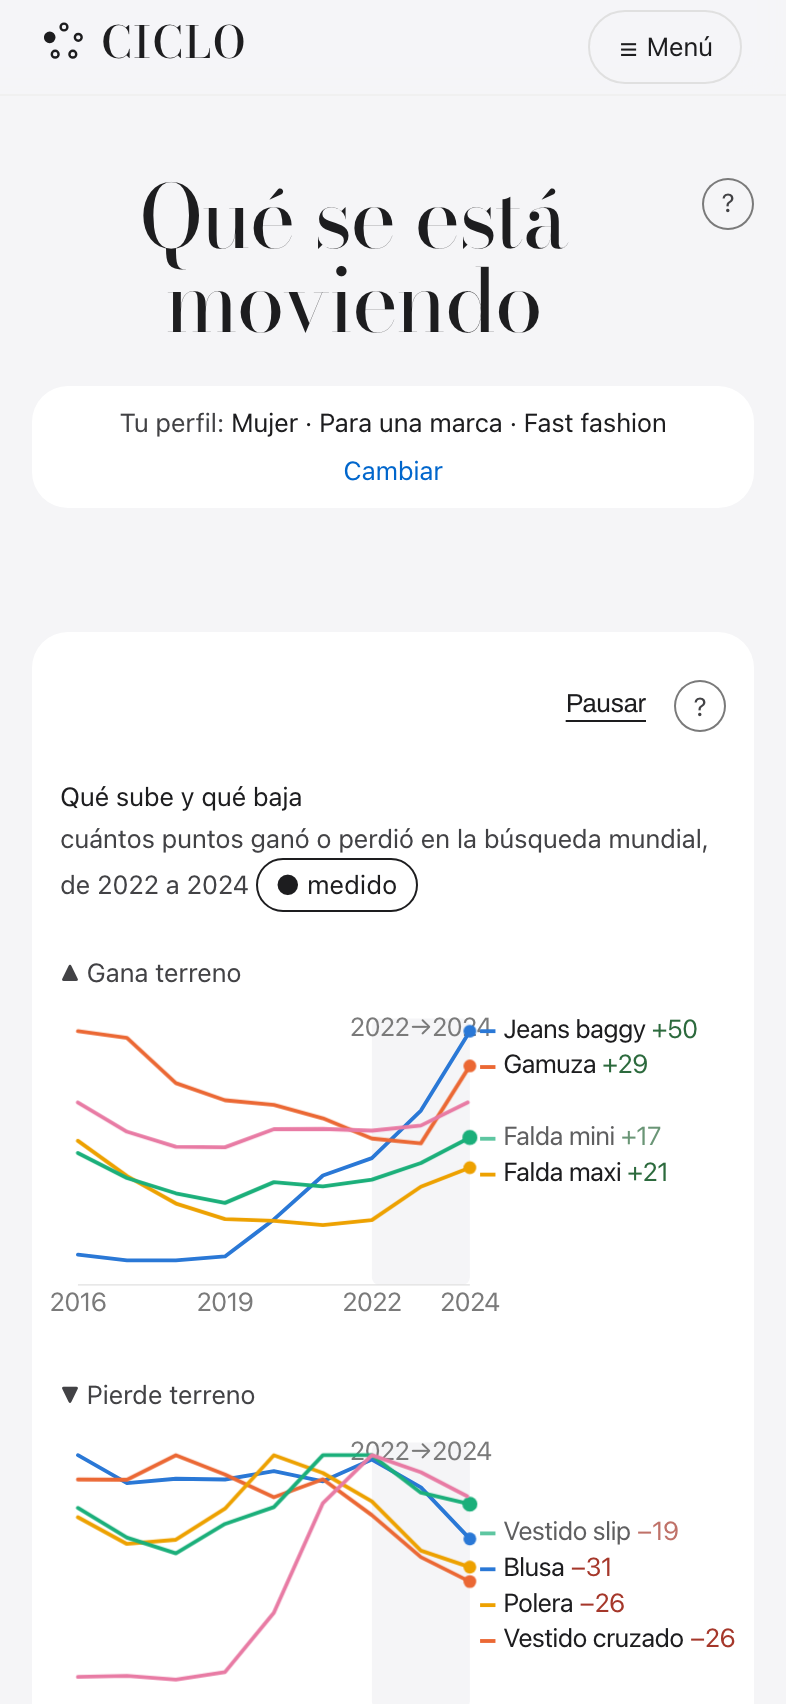 CICLO
≡ Menú
Qué se está
moviendo
?
Tu perfil: Mujer · Para una marca · Fast fashion
Cambiar
Pausar
?
Qué sube y qué baja
cuántos puntos ganó o perdió en la búsqueda mundial,
de 2022 a 2024 ● medido
▲ Gana terreno
2022→2024
Jeans baggy +50
Gamuza +29
Falda mini +17
Falda maxi +21
2016 2019 2022 2024
▼ Pierde terreno
2022→2024
Vestido slip −19
Blusa −31
Polera −26
Vestido cruzado −26